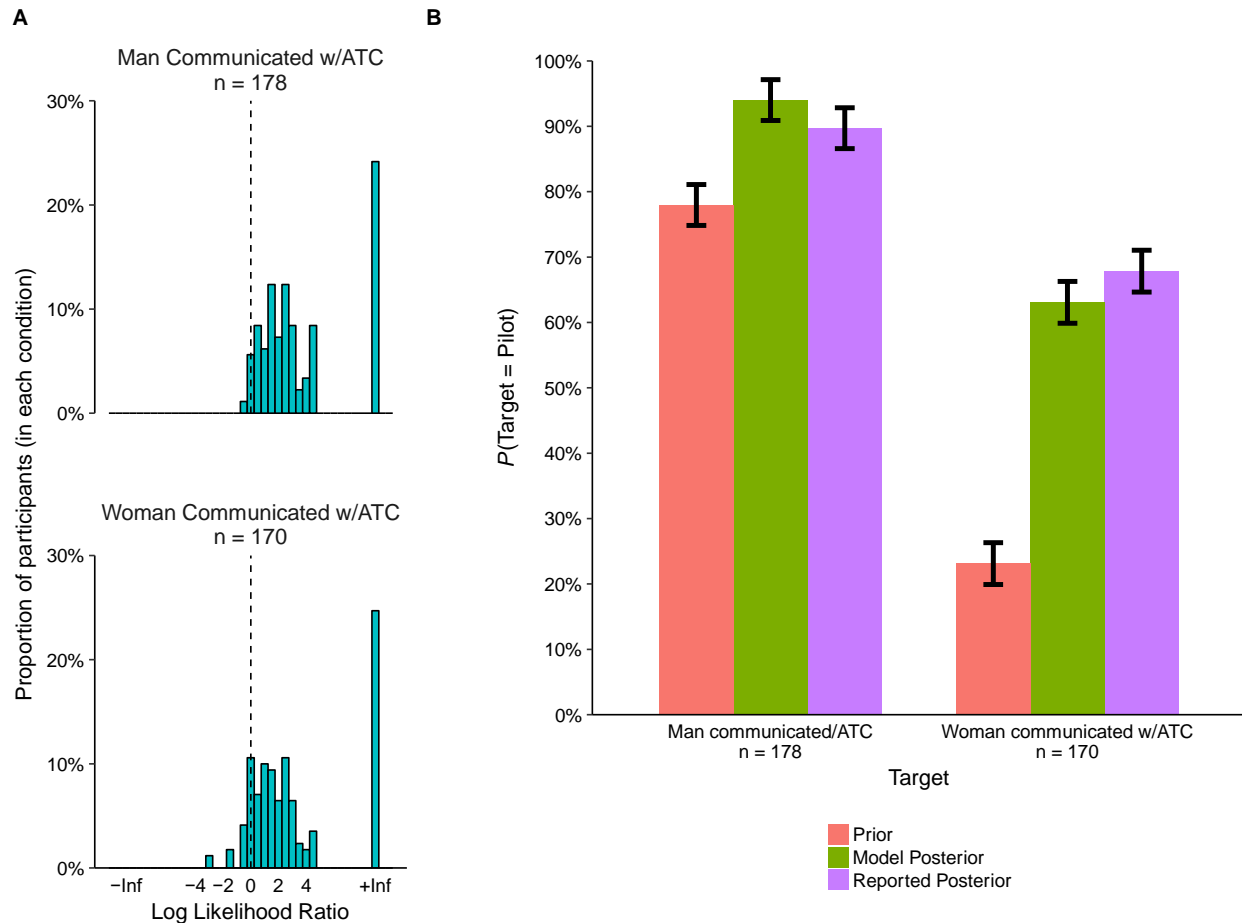 A
Man Communicated w/ATC
n = 178
30%
20%
10%
0%
Woman Communicated w/ATC
n = 170
30%
20%
10%
0%
−Inf −4 −2 0 2 4 +Inf
Log Likelihood Ratio
Proportion of participants (in each condition)
B
100%
90%
80%
70%
60%
50%
40%
30%
20%
10%
0%
P(Target = Pilot)
Man communicated/ATC
n = 178
Woman communicated w/ATC
n = 170
Target
Prior
Model Posterior
Reported Posterior